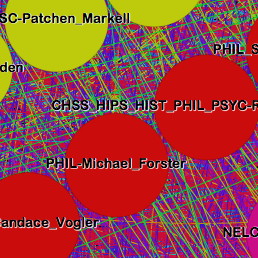 SC-Patchen_Markell
PHIL_S
den
CHSS_HIPS_HIST_PHIL_PSYC-R
PHIL-Michael_Forster
andace_Vogler
NELC